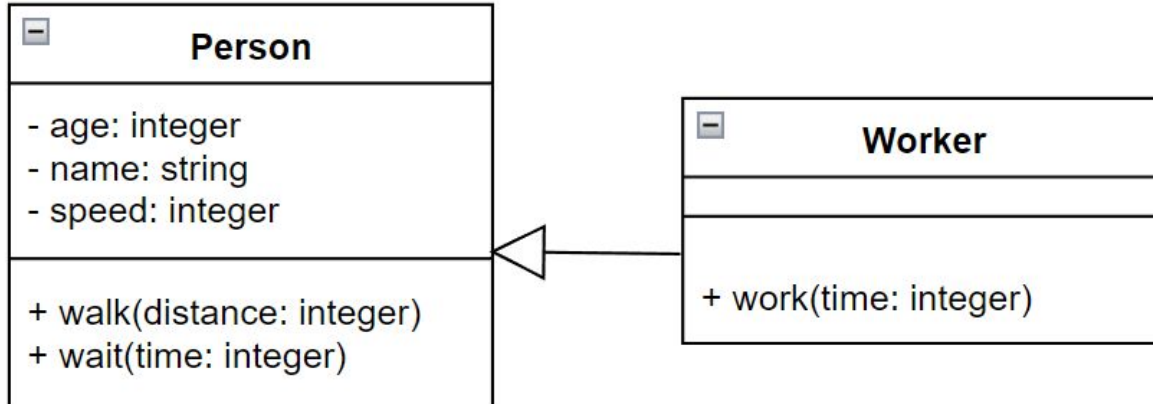 Person
- age: integer
- name: string
- speed: integer
+ walk(distance: integer)
+ wait(time: integer)
Worker
+ work(time: integer)